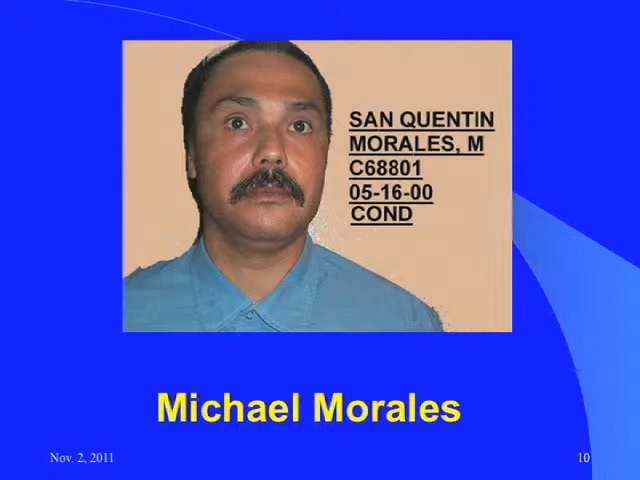 SAN QUENTIN
MORALES, M
C68801
05-16-00
COND
Michael Morales
Nov. 2, 2011
10